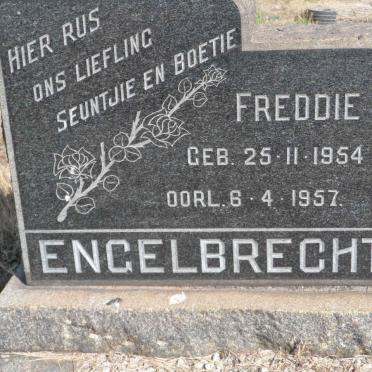 HIER RUS
ONS LIEFLING
SEUNTJIE EN BOETIE
FREDDIE
GEB. 25·11·1954
OORL. 6·4·1957.
ENGELBRECHT